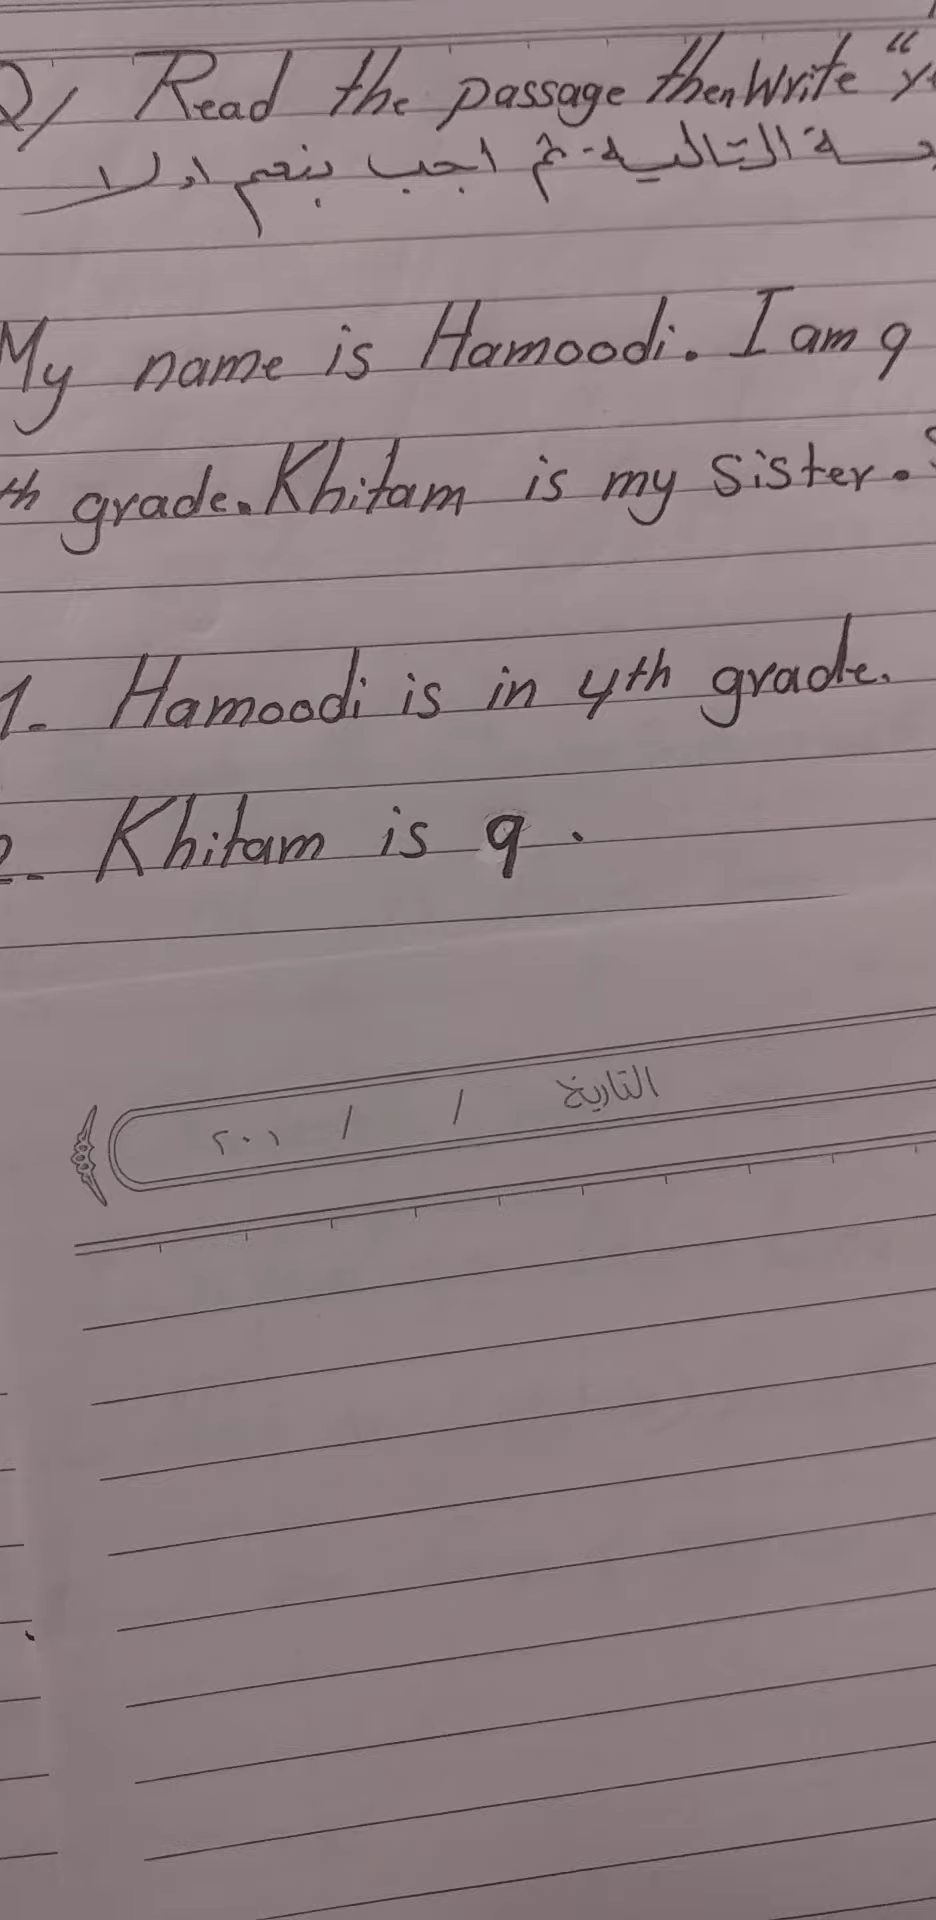 Q/ Read the passage then write "ye
التالية ثم اجب بنعم او لا
My name is Hamoodi. I am 9
th grade. Khitam is my sister. S
1. Hamoodi is in 4th grade.
2. Khitam is 9.
التاريخ / / ٢٠١